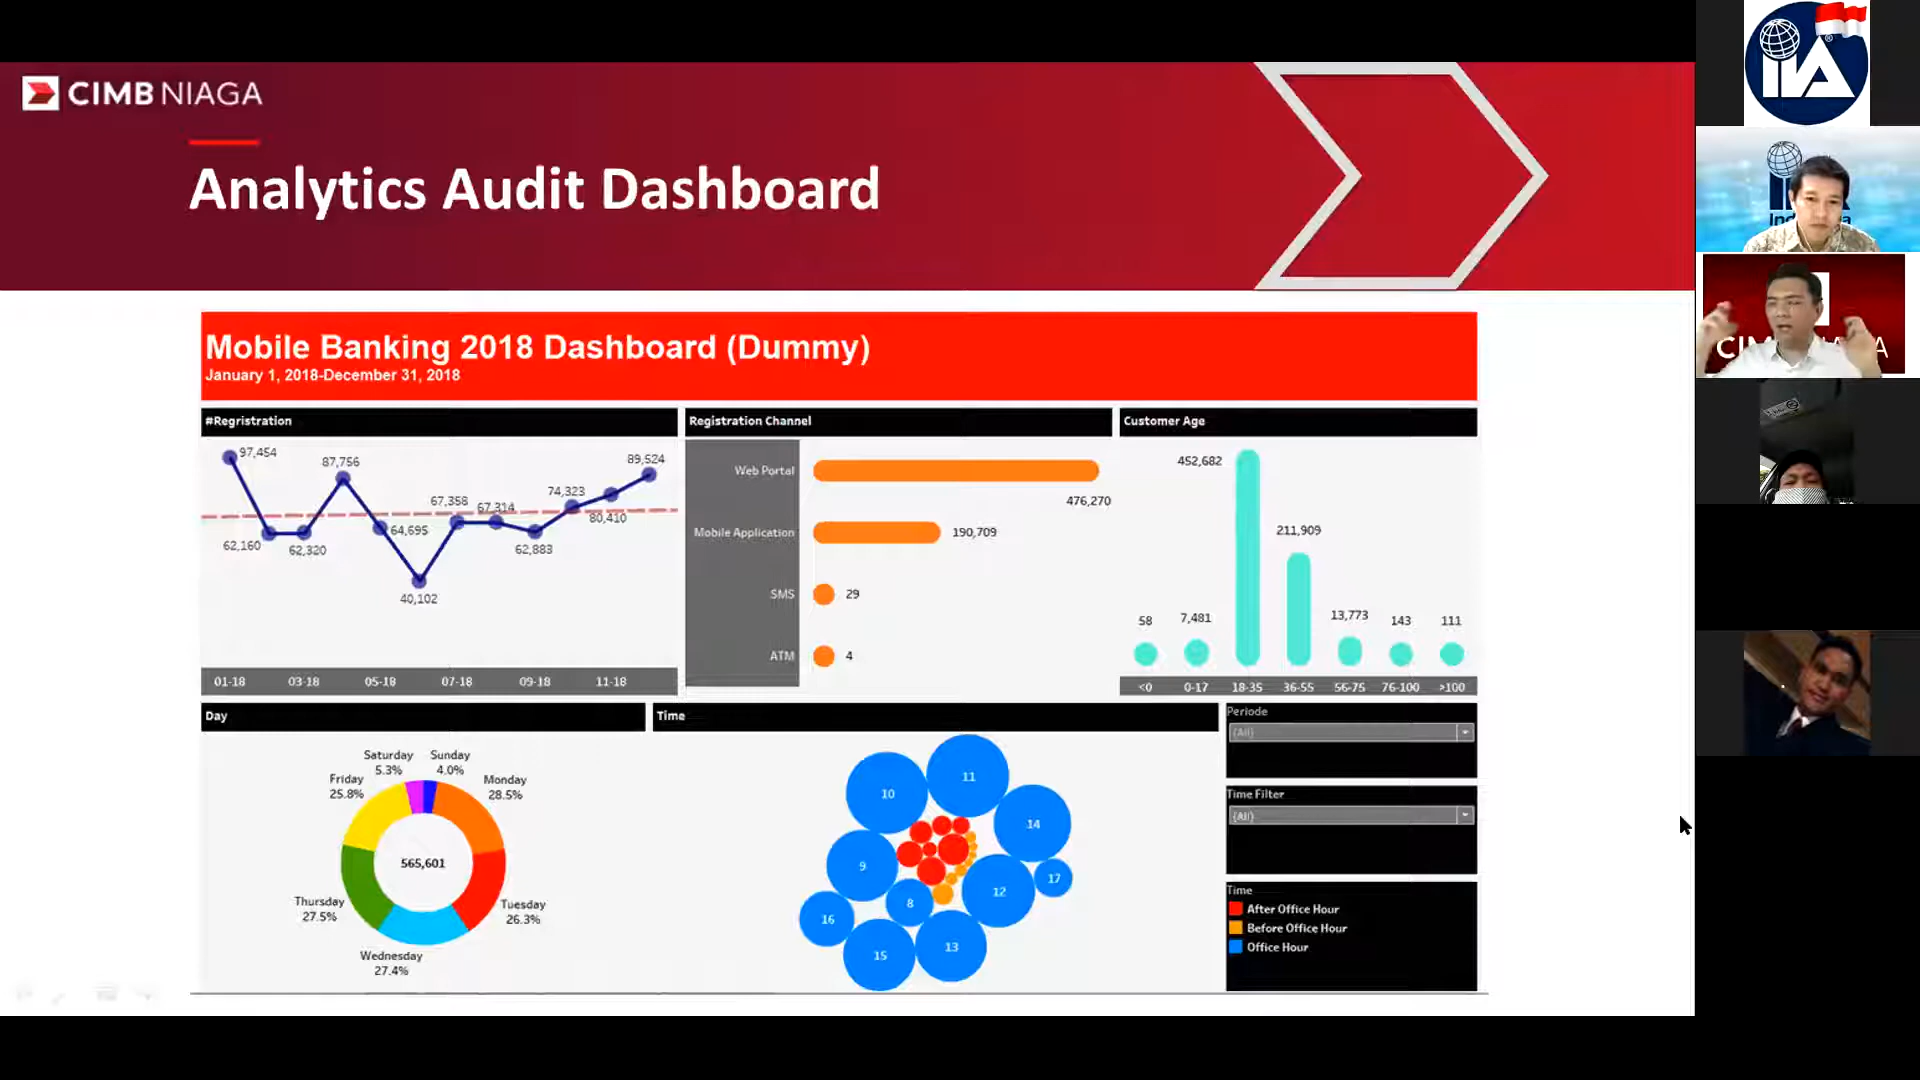 CIMB NIAGA
Analytics Audit Dashboard
Mobile Banking 2018 Dashboard (Dummy)
January 1, 2018-December 31, 2018
#Regristration
97,454
62,160
62,320
87,756
64,695
40,102
67,358
67,314
62,883
74,323
80,410
89,524
01-18 03-18 05-18 07-18 09-18 11-18
Registration Channel
Web Portal
476,270
Mobile Application 190,709
SMS 29
ATM 4
Customer Age
58 7,481 452,682 211,909 13,773 143 111
<0 0-17 18-35 36-55 56-75 76-100 >100
Day
Saturday
5.3%
Sunday
4.0%
Friday
25.8%
Monday
28.5%
565,601
Thursday
27.5%
Tuesday
26.3%
Wednesday
27.4%
Time
11
10
14
9
17
12
8
16
13
15
Periode
(All)
Time Filter
(All)
Time
After Office Hour
Before Office Hour
Office Hour
IIA